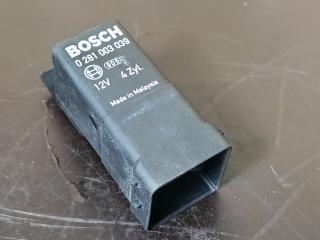 BOSCH
0 281 003 039
12V 4 Zyl.
Made in Malaysia